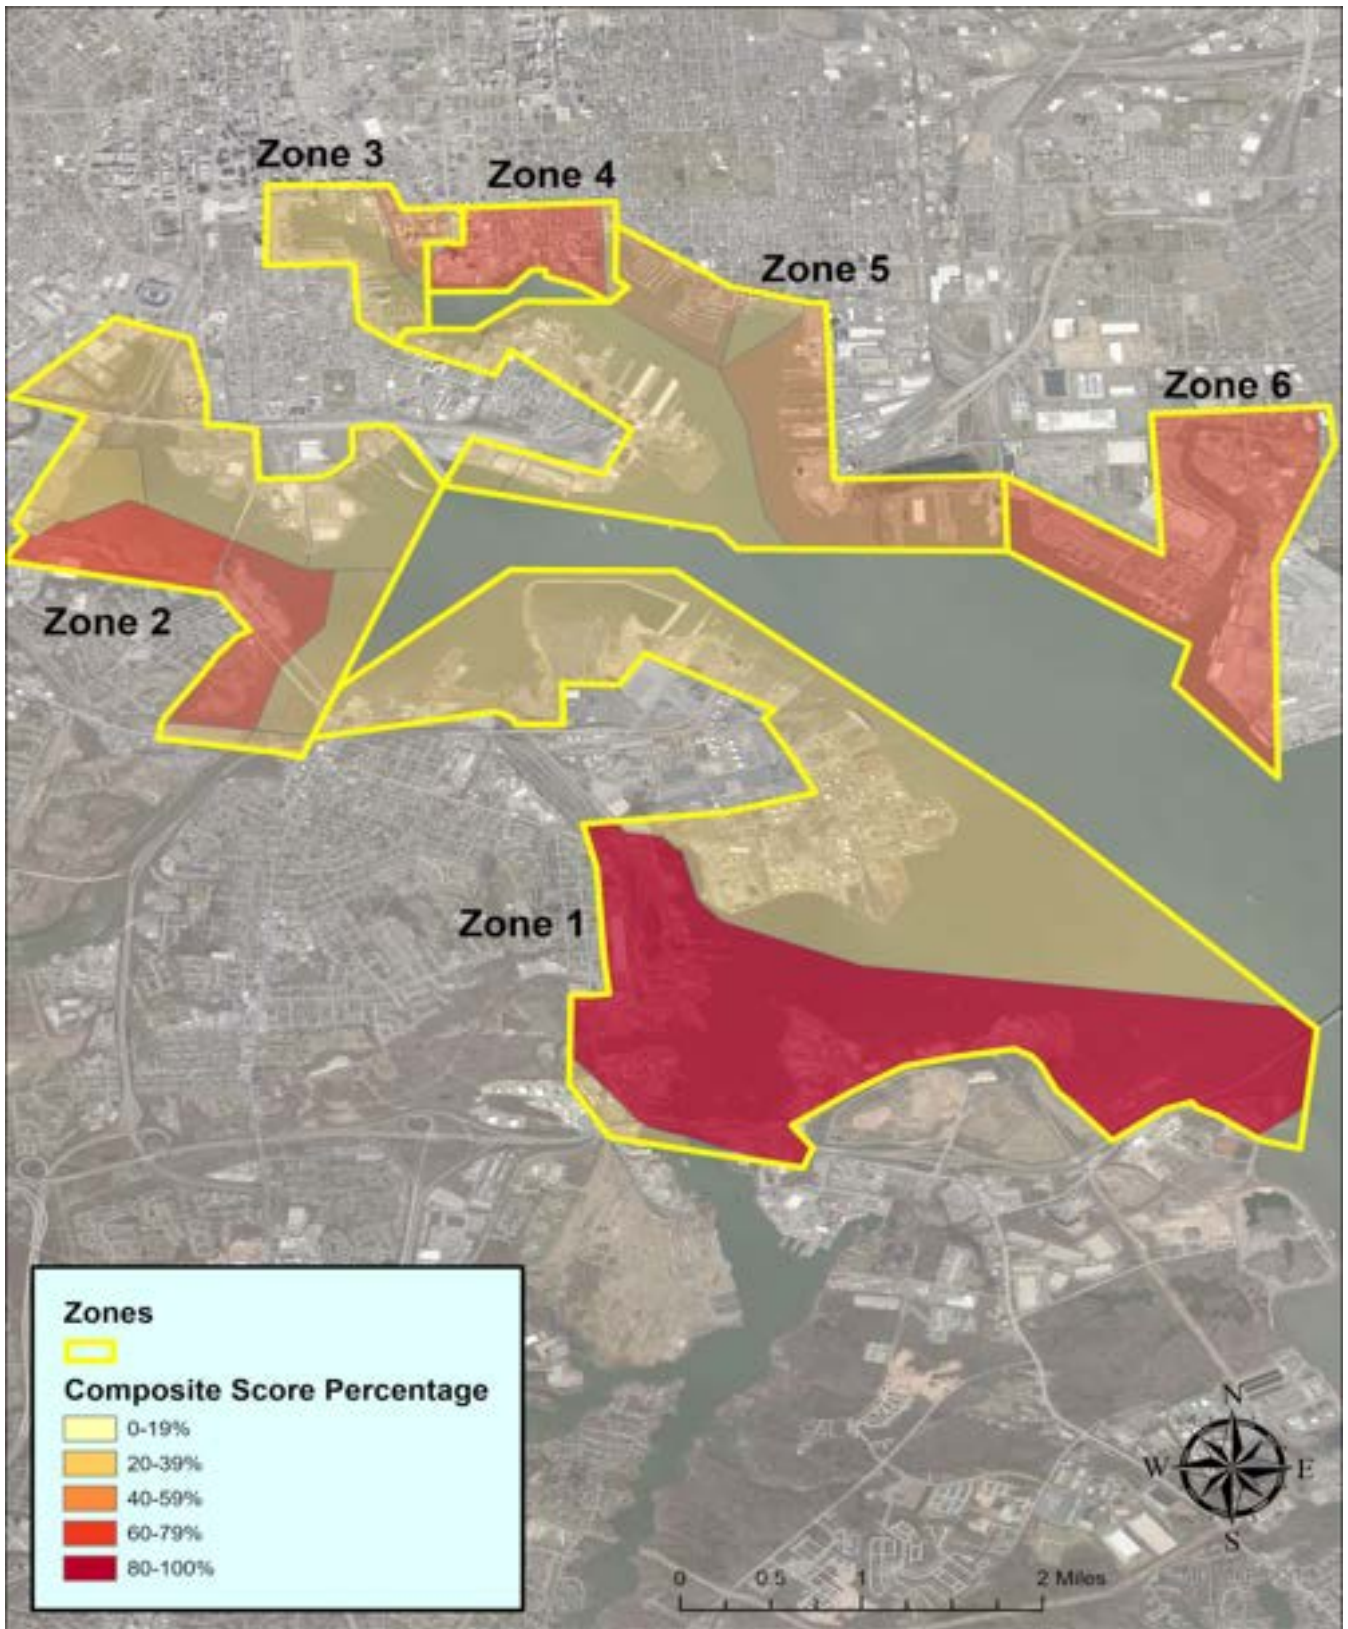 Zone 3
Zone 4
Zone 5
Zone 6
Zone 2
Zone 1
Zones
Composite Score Percentage
0-19%
20-39%
40-59%
60-79%
80-100%
N
W E
S
0 0.5 1 2 Miles